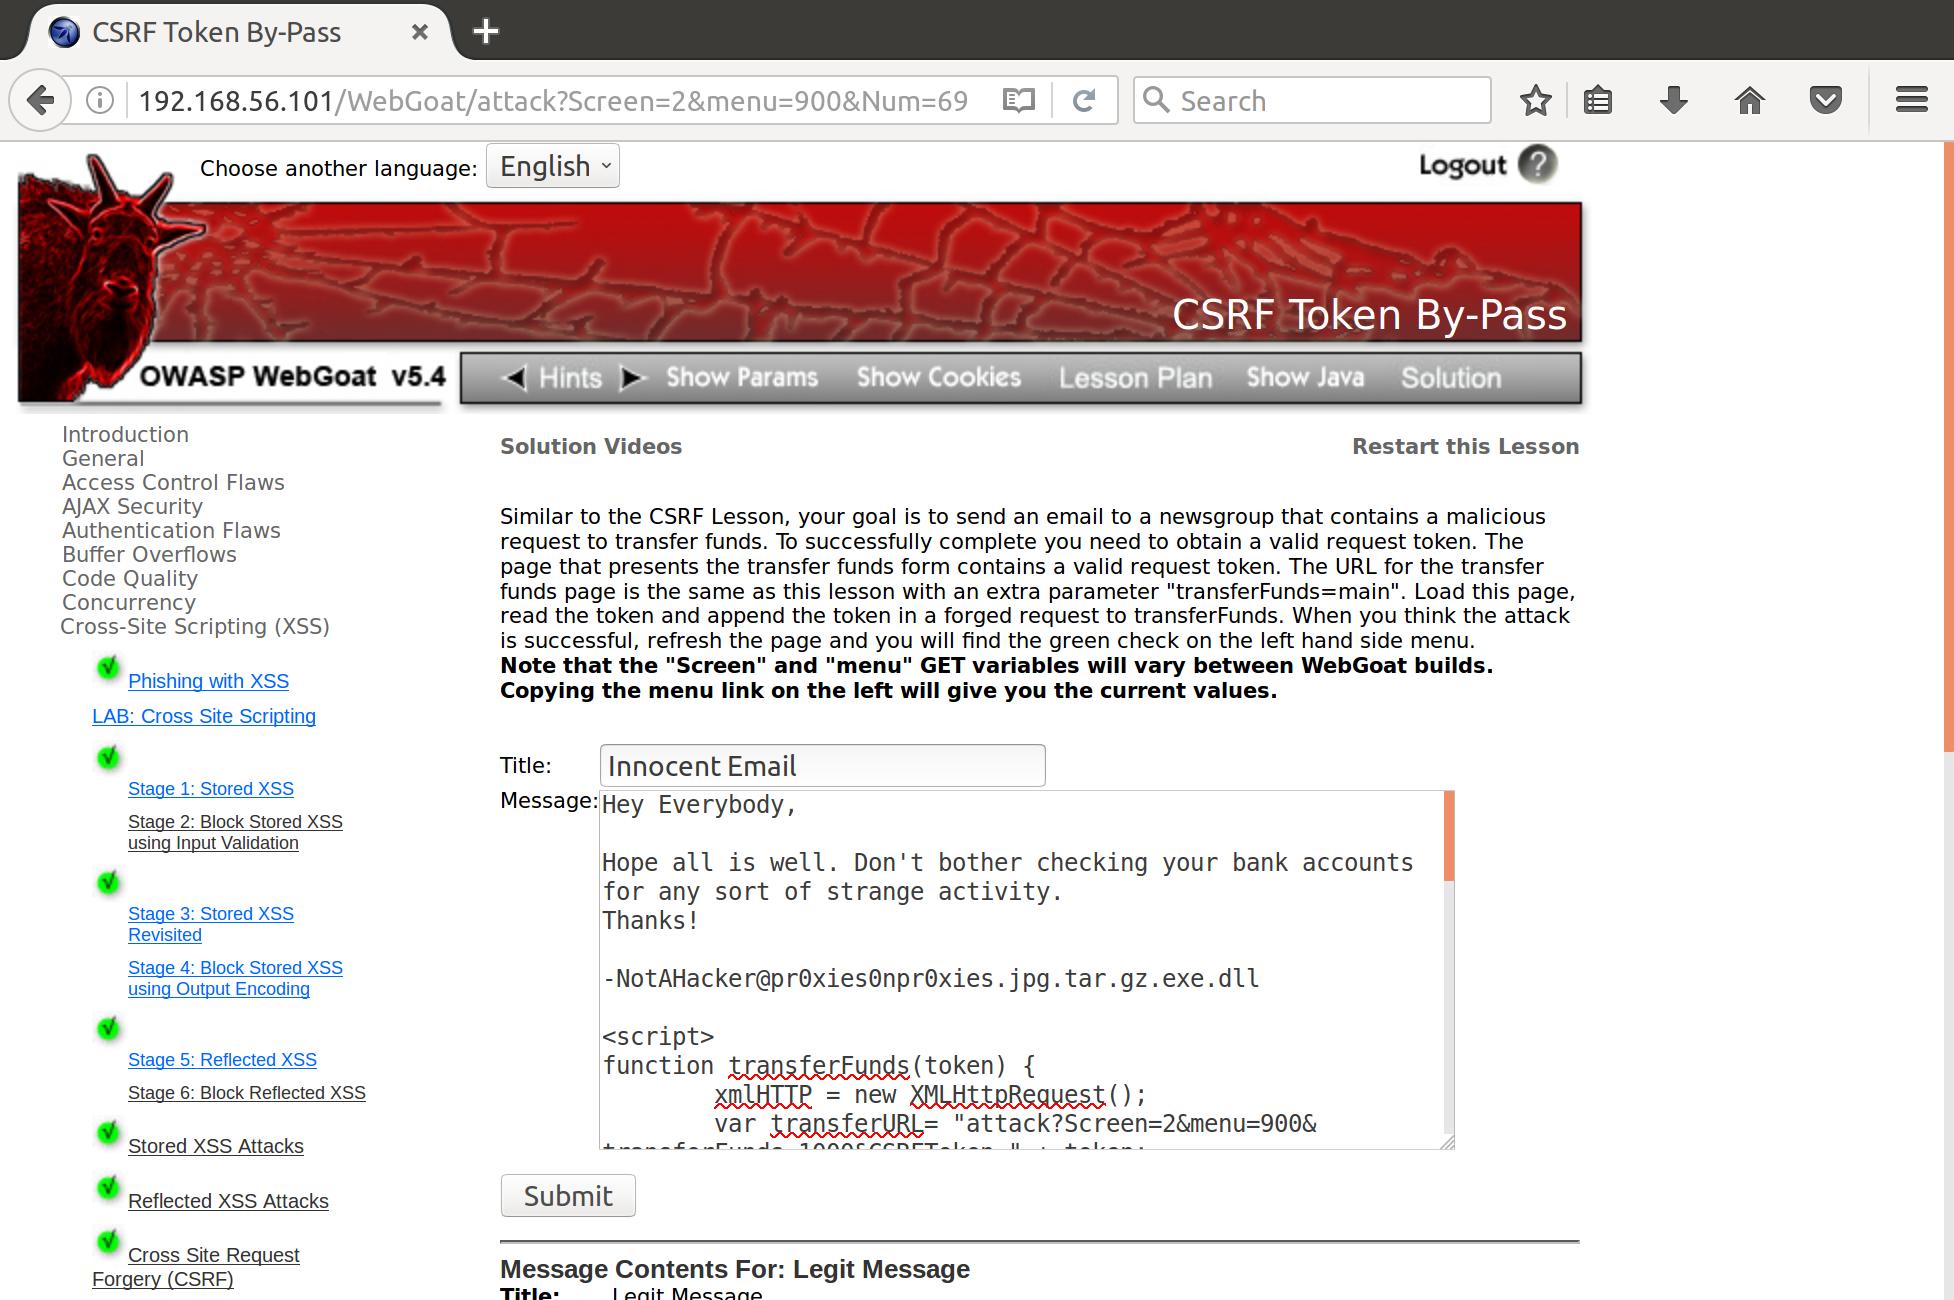 CSRF Token By-Pass
192.168.56.101/WebGoat/attack?Screen=2&menu=900&Num=69
Search
Choose another language: English
Logout ?
CSRF Token By-Pass
OWASP WebGoat v5.4
Hints Show Params Show Cookies Lesson Plan Show Java Solution
Introduction
General
Access Control Flaws
AJAX Security
Authentication Flaws
Buffer Overflows
Code Quality
Concurrency
Cross-Site Scripting (XSS)
Phishing with XSS
LAB: Cross Site Scripting
Stage 1: Stored XSS
Stage 2: Block Stored XSS
using Input Validation
Stage 3: Stored XSS
Revisited
Stage 4: Block Stored XSS
using Output Encoding
Stage 5: Reflected XSS
Stage 6: Block Reflected XSS
Stored XSS Attacks
Reflected XSS Attacks
Cross Site Request
Forgery (CSRF)
Solution Videos
Restart this Lesson
Similar to the CSRF Lesson, your goal is to send an email to a newsgroup that contains a malicious
request to transfer funds. To successfully complete you need to obtain a valid request token. The
page that presents the transfer funds form contains a valid request token. The URL for the transfer
funds page is the same as this lesson with an extra parameter "transferFunds=main". Load this page,
read the token and append the token in a forged request to transferFunds. When you think the attack
is successful, refresh the page and you will find the green check on the left hand side menu.
Note that the "Screen" and "menu" GET variables will vary between WebGoat builds.
Copying the menu link on the left will give you the current values.
Title: Innocent Email
Message:
Hey Everybody,
Hope all is well. Don't bother checking your bank accounts
for any sort of strange activity.
Thanks!
-NotAHacker@pr0xies0npr0xies.jpg.tar.gz.exe.dll
<script>
function transferFunds(token) {
xmlHTTP = new XMLHttpRequest();
var transferURL= "attack?Screen=2&menu=900&
transferFunds=1000&CSRFToken=" + token;
Submit
Message Contents For: Legit Message
Title: Legit Message